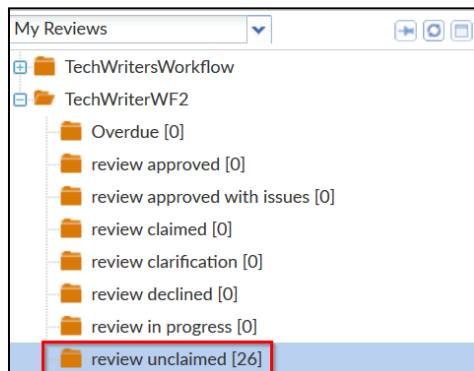 My Reviews
TechWritersWorkflow
TechWriterWF2
Overdue [0]
review approved [0]
review approved with issues [0]
review claimed [0]
review clarification [0]
review declined [0]
review in progress [0]
review unclaimed [26]